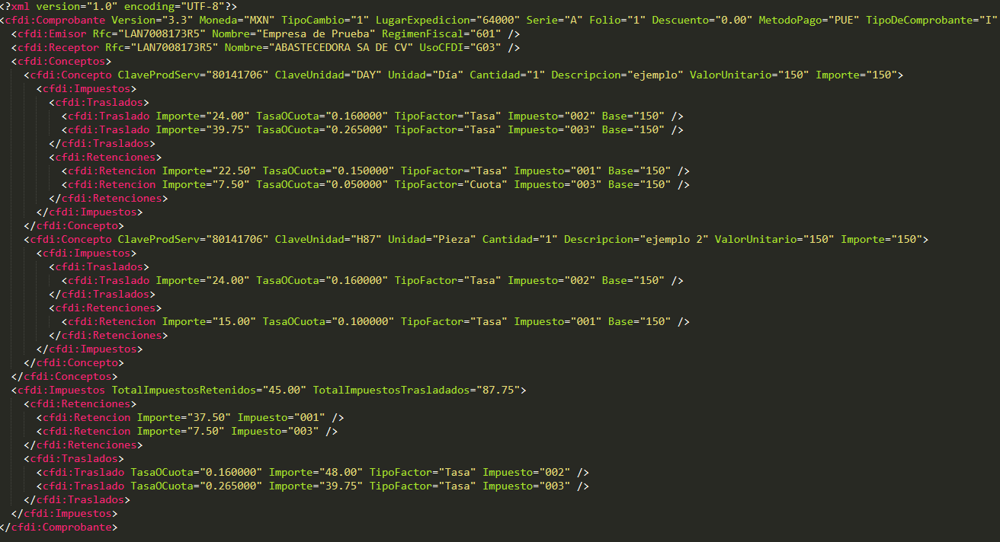 <?xml version="1.0" encoding="UTF-8"?>
<cfdi:Comprobante Version="3.3" Moneda="MXN" TipoCambio="1" LugarExpedicion="64000" Serie="A" Folio="1" Descuento="0.00" MetodoPago="PUE" TipoDeComprobante="I"
<cfdi:Emisor Rfc="LAN7008173R5" Nombre="Empresa de Prueba" RegimenFiscal="601" />
<cfdi:Receptor Rfc="LAN7008173R5" Nombre="ABASTECEDORA SA DE CV" UsoCFDI="G03" />
<cfdi:Conceptos>
<cfdi:Concepto ClaveProdServ="80141706" ClaveUnidad="DAY" Unidad="Día" Cantidad="1" Descripcion="ejemplo" ValorUnitario="150" Importe="150">
<cfdi:Impuestos>
<cfdi:Traslados>
<cfdi:Traslado Importe="24.00" TasaOCuota="0.160000" TipoFactor="Tasa" Impuesto="002" Base="150" />
<cfdi:Traslado Importe="39.75" TasaOCuota="0.265000" TipoFactor="Tasa" Impuesto="003" Base="150" />
</cfdi:Traslados>
<cfdi:Retenciones>
<cfdi:Retencion Importe="22.50" TasaOCuota="0.150000" TipoFactor="Tasa" Impuesto="001" Base="150" />
<cfdi:Retencion Importe="7.50" TasaOCuota="0.050000" TipoFactor="Cuota" Impuesto="003" Base="150" />
</cfdi:Retenciones>
</cfdi:Impuestos>
</cfdi:Concepto>
<cfdi:Concepto ClaveProdServ="80141706" ClaveUnidad="H87" Unidad="Pieza" Cantidad="1" Descripcion="ejemplo 2" ValorUnitario="150" Importe="150">
<cfdi:Impuestos>
<cfdi:Traslados>
<cfdi:Traslado Importe="24.00" TasaOCuota="0.160000" TipoFactor="Tasa" Impuesto="002" Base="150" />
</cfdi:Traslados>
<cfdi:Retenciones>
<cfdi:Retencion Importe="15.00" TasaOCuota="0.100000" TipoFactor="Tasa" Impuesto="001" Base="150" />
</cfdi:Retenciones>
</cfdi:Impuestos>
</cfdi:Concepto>
</cfdi:Conceptos>
<cfdi:Impuestos TotalImpuestosRetenidos="45.00" TotalImpuestosTrasladados="87.75">
<cfdi:Retenciones>
<cfdi:Retencion Importe="37.50" Impuesto="001" />
<cfdi:Retencion Importe="7.50" Impuesto="003" />
</cfdi:Retenciones>
<cfdi:Traslados>
<cfdi:Traslado TasaOCuota="0.160000" Importe="48.00" TipoFactor="Tasa" Impuesto="002" />
<cfdi:Traslado TasaOCuota="0.265000" Importe="39.75" TipoFactor="Tasa" Impuesto="003" />
</cfdi:Traslados>
</cfdi:Impuestos>
</cfdi:Comprobante>